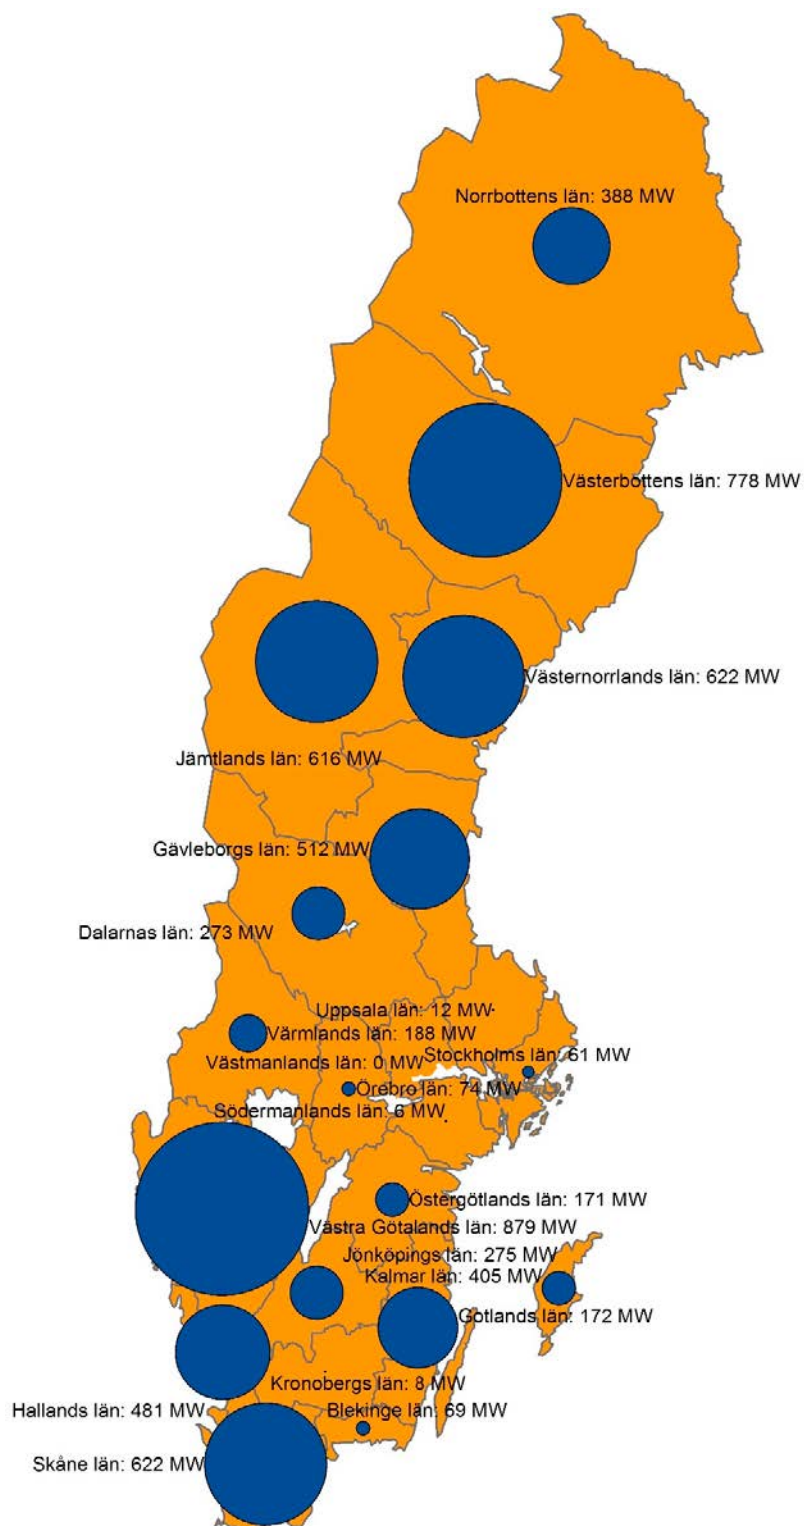 Norrbottens län: 388 MW
Västerbottens län: 778 MW
Västernorrlands län: 622 MW
Jämtlands län: 616 MW
Gävleborgs län: 512 MW
Dalarnas län: 273 MW
Uppsala län: 12 MW
Värmlands län: 188 MW
Stockholms län: 61 MW
Västmanlands län: 0 MW
Örebro län: 74 MW
Södermanlands län: 6 MW
Östergötlands län: 171 MW
Västra Götalands län: 879 MW
Jönköpings län: 275 MW
Kalmar län: 405 MW
Gotlands län: 172 MW
Kronobergs län: 8 MW
Hallands län: 481 MW
Blekinge län: 69 MW
Skåne län: 622 MW